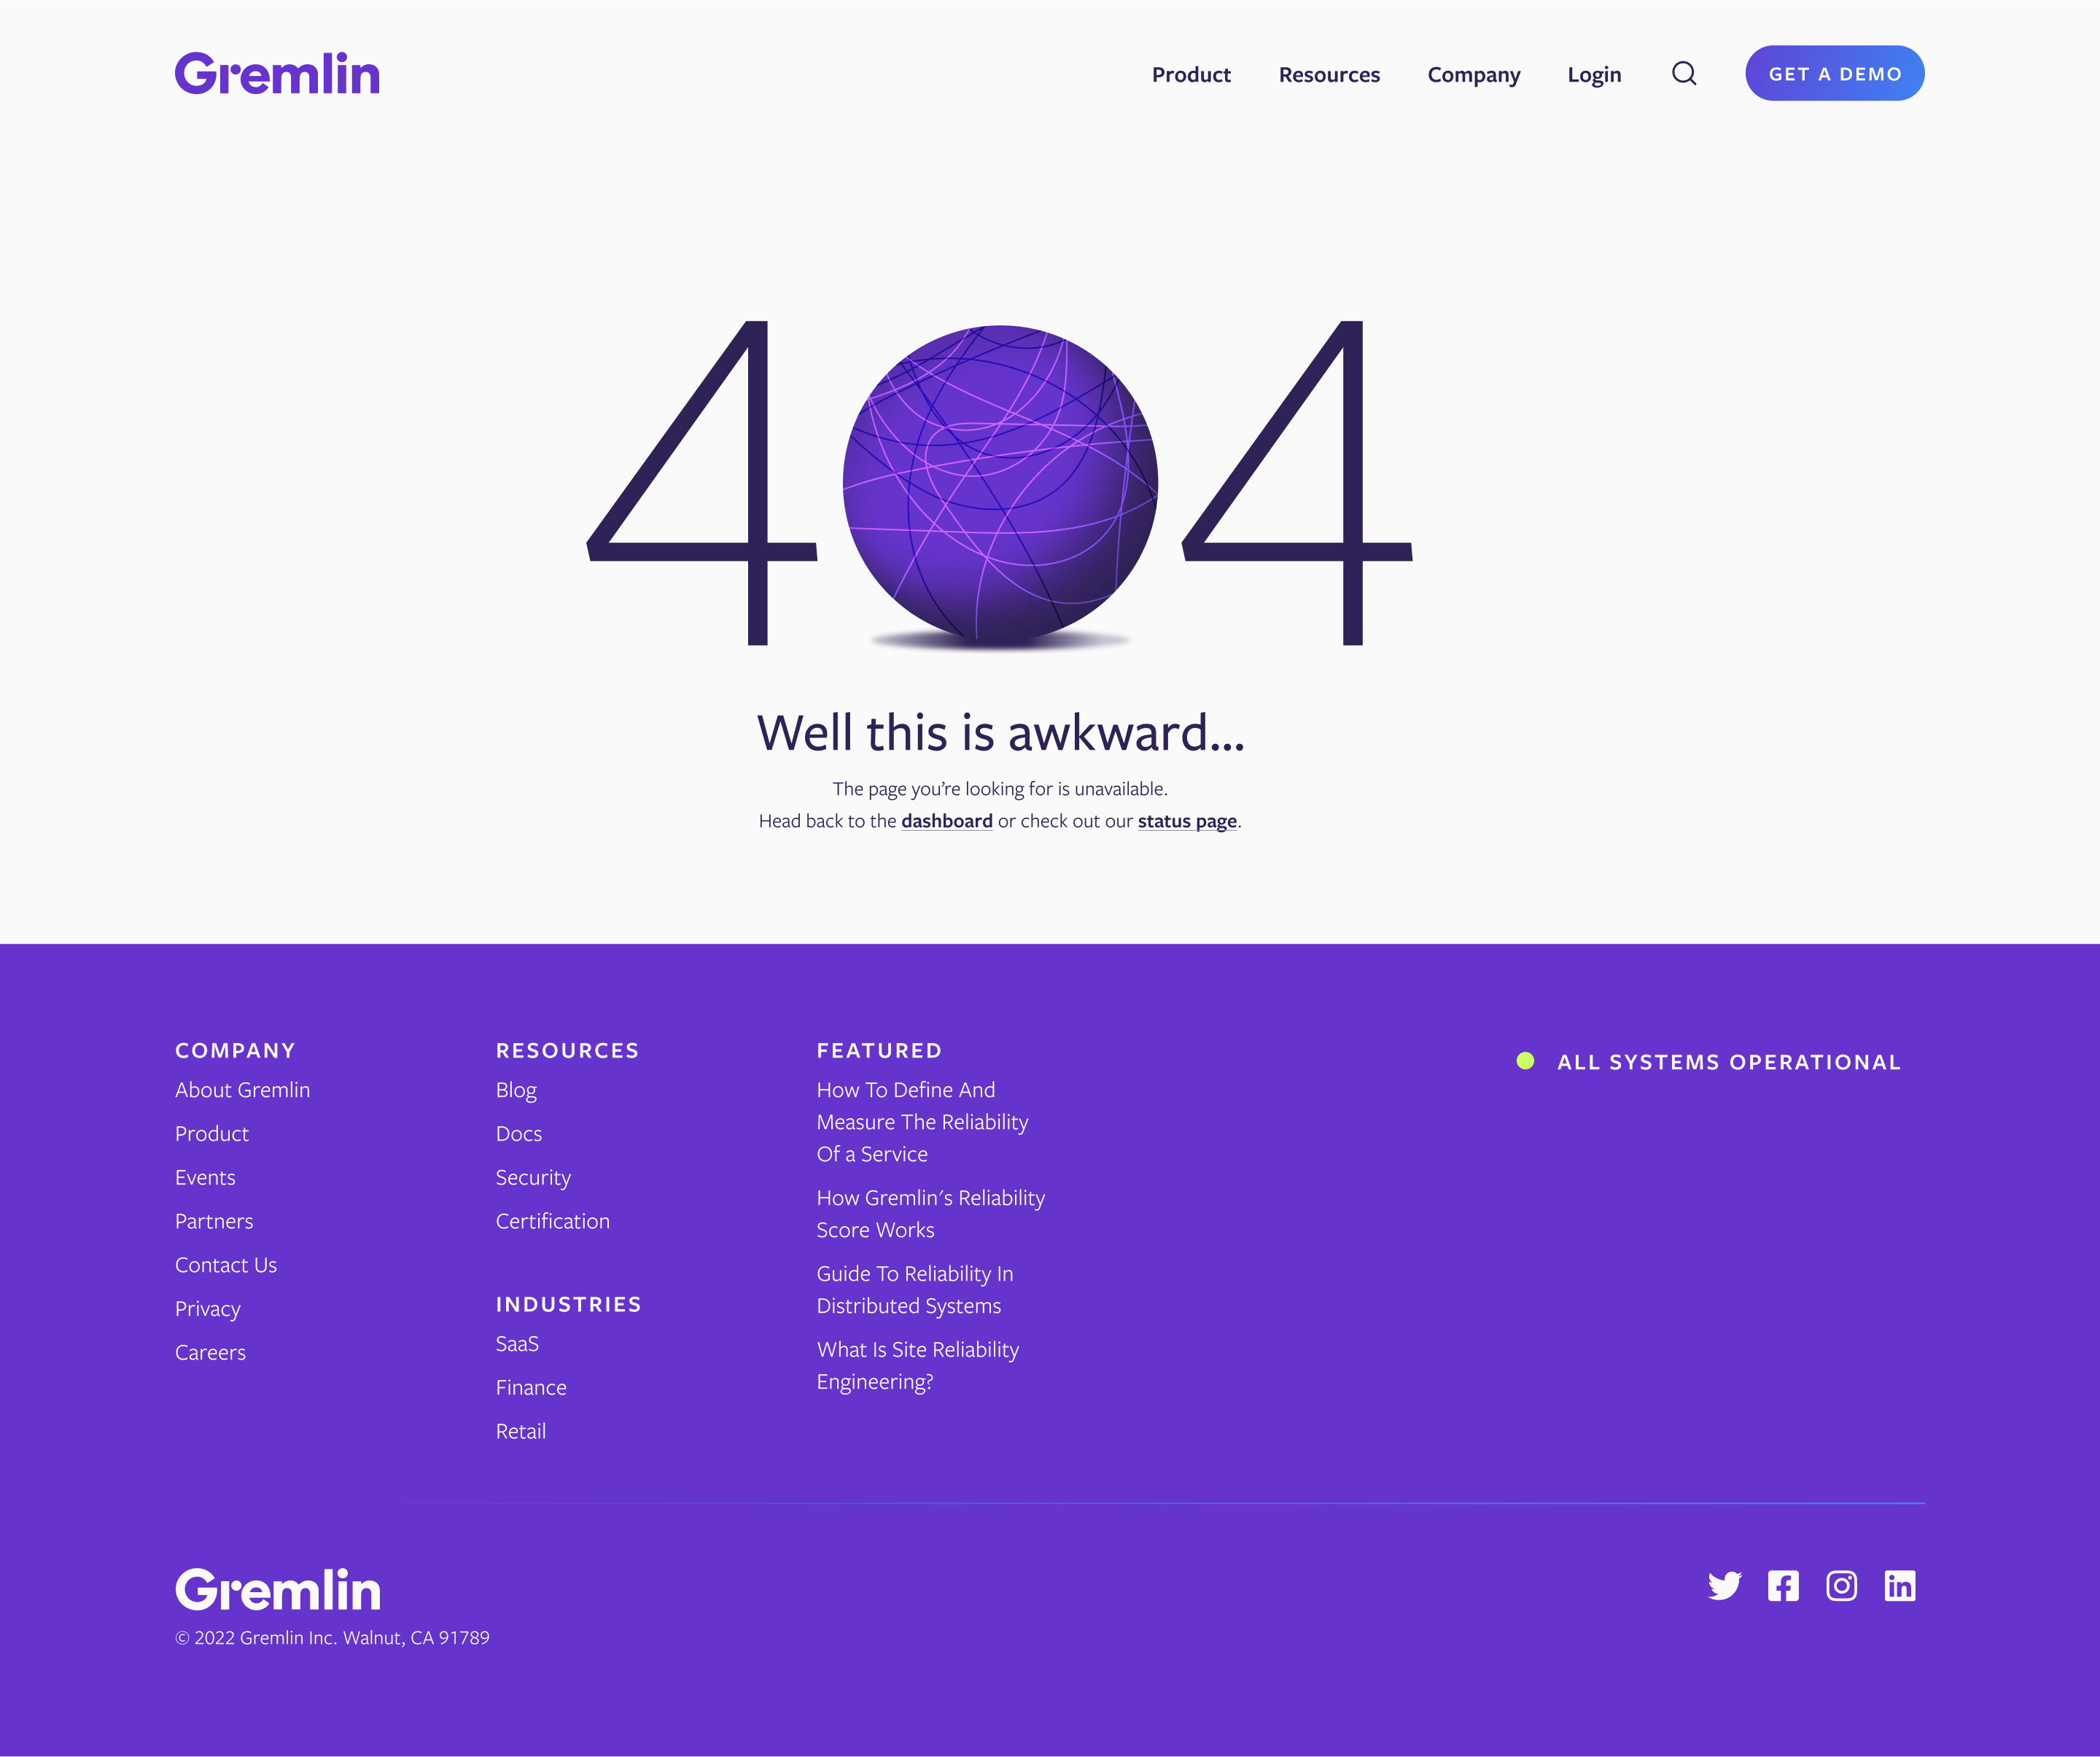 Gremlin
Product Resources Company Login GET A DEMO
4 4
Well this is awkward...
The page you’re looking for is unavailable.
Head back to the dashboard or check out our status page.
COMPANY
About Gremlin
Product
Events
Partners
Contact Us
Privacy
Careers
RESOURCES
Blog
Docs
Security
Certification
INDUSTRIES
SaaS
Finance
Retail
FEATURED
How To Define And
Measure The Reliability
Of a Service
How Gremlin's Reliability
Score Works
Guide To Reliability In
Distributed Systems
What Is Site Reliability
Engineering?
ALL SYSTEMS OPERATIONAL
Gremlin
© 2022 Gremlin Inc. Walnut, CA 91789